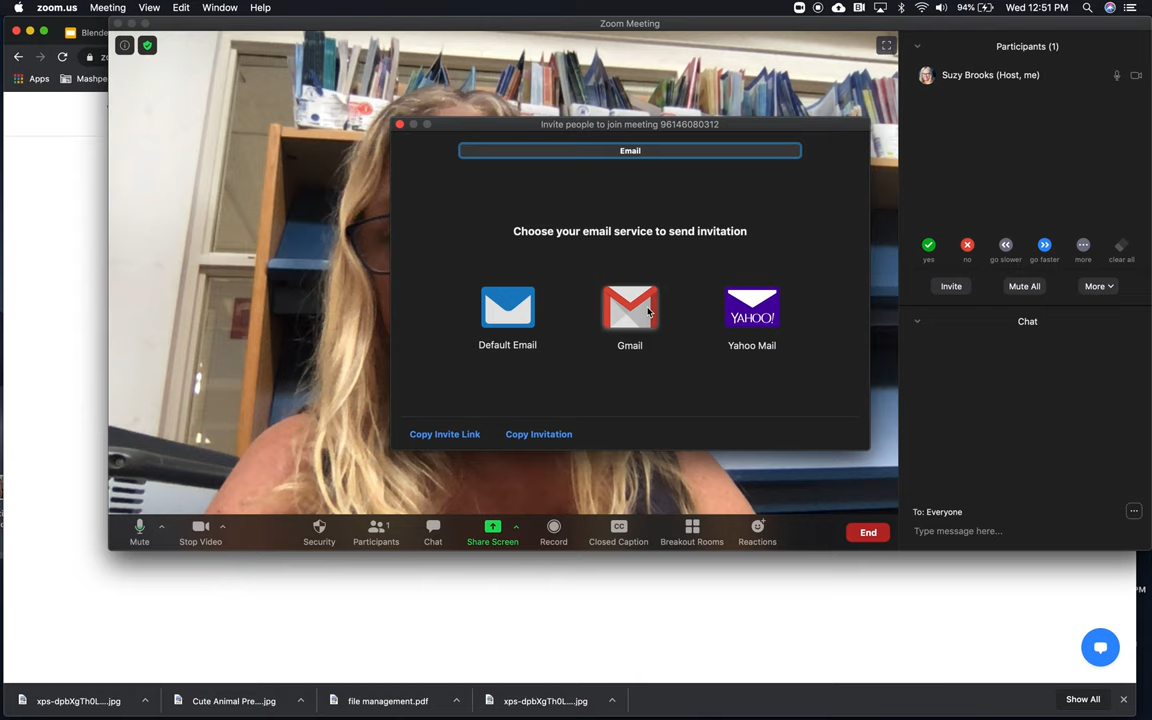 zoom.us Meeting View Edit Window Help
94% Wed 12:51 PM
Zoom Meeting
Blende
Apps
Mashpe
Participants (1)
Suzy Brooks (Host, me)
yes no go slower go faster more clear all
Invite Mute All More
Chat
To: Everyone
Type message here...
Invite people to join meeting 96146080312
Email
Choose your email service to send invitation
Default Email Gmail Yahoo Mail
YAHOO!
Copy Invite Link Copy Invitation
Mute Stop Video Security Participants 1 Chat Share Screen Record Closed Caption Breakout Rooms Reactions End
CC
PM
xps-dpbXgTh0L....jpg Cute Animal Pre....jpg file management.pdf xps-dpbXgTh0L....jpg Show All